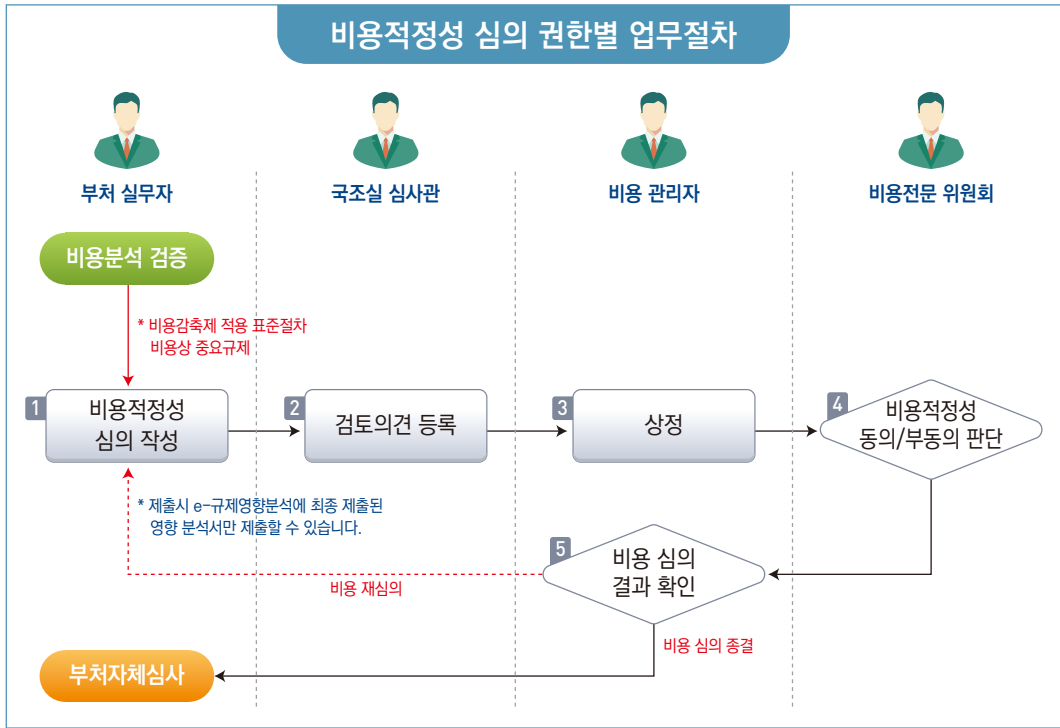 비용적정성 심의 권한별 업무절차
부처 실무자
국조실 심사관
비용 관리자
비용전문 위원회
비용분석 검증
* 비용감축제 적용 표준절차
비용상 중요규제
1
비용적정성
심의 작성
2
검토의견 등록
3
상정
4
비용적정성
동의/부동의 판단
* 제출시 e-규제영향분석에 최종 제출된
영향 분석서만 제출할 수 있습니다.
5
비용 심의
결과 확인
비용 재심의
비용 심의 종결
부처자체심사